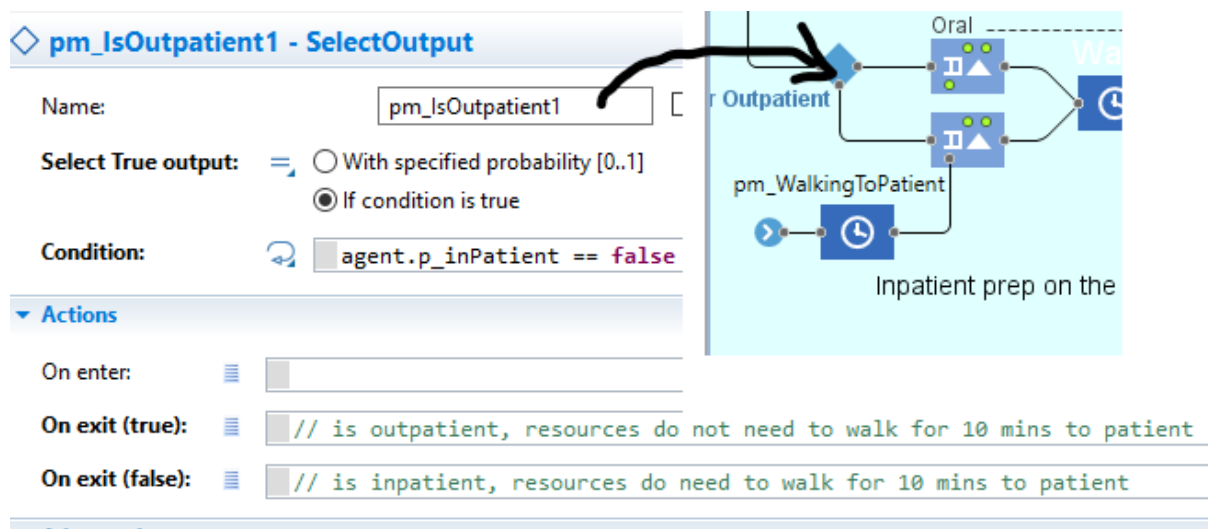 pm_IsOutpatient1 - SelectOutput
Name:
pm_IsOutpatient1
Select True output:
=
With specified probability [0..1]
If condition is true
Condition:
agent.p_inPatient == false
Actions
On enter:
On exit (true):
// is outpatient, resources do not need to walk for 10 mins to patient
On exit (false):
// is inpatient, resources do need to walk for 10 mins to patient
Oral
Wa
r Outpatient
pm_WalkingToPatient
Inpatient prep on the